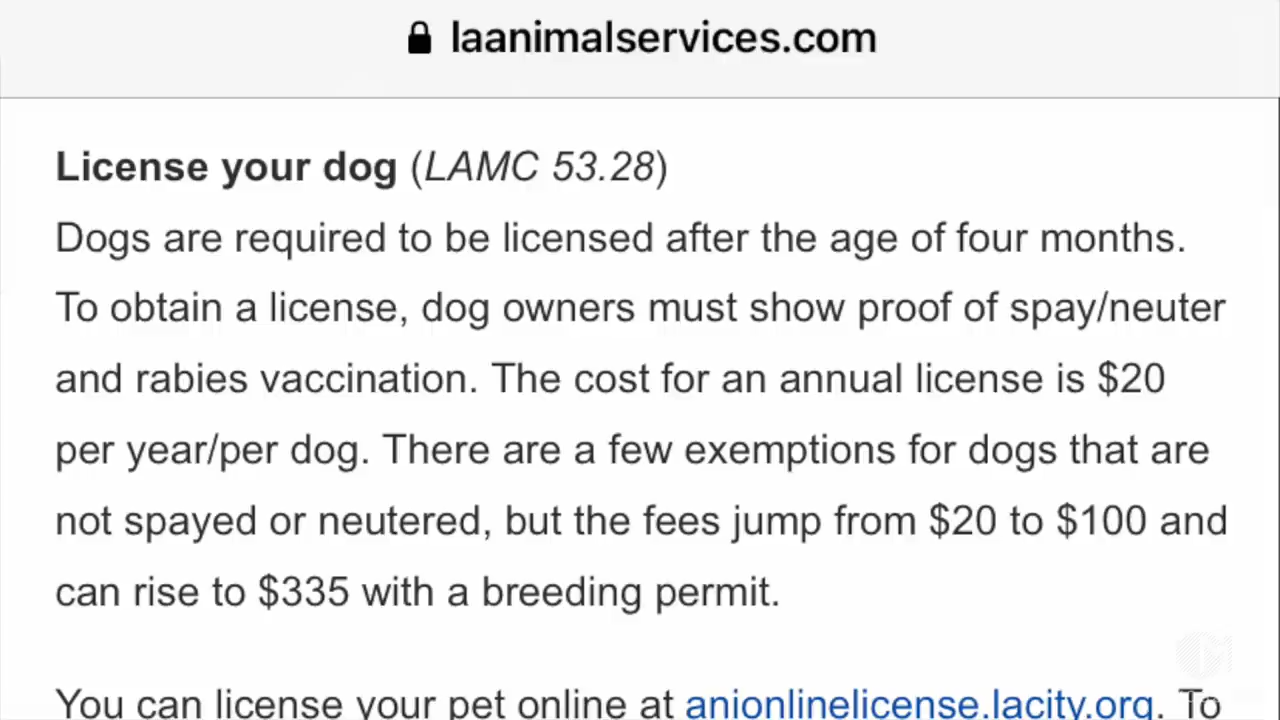 laanimalservices.com
License your dog (LAMC 53.28)
Dogs are required to be licensed after the age of four months.
To obtain a license, dog owners must show proof of spay/neuter
and rabies vaccination. The cost for an annual license is $20
per year/per dog. There are a few exemptions for dogs that are
not spayed or neutered, but the fees jump from $20 to $100 and
can rise to $335 with a breeding permit.
You can license your pet online at anionlinelicense.lacity.org. To